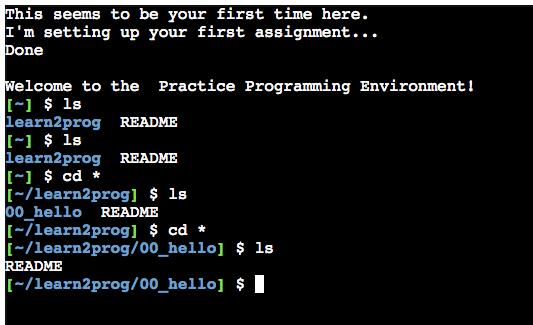 This seems to be your first time here.
I'm setting up your first assignment...
Done
Welcome to the  Practice Programming Environment!
[~] $ ls
learn2prog  README
[~] $ ls
learn2prog  README
[~] $ cd *
[~/learn2prog] $ ls
00_hello  README
[~/learn2prog] $ cd *
[~/learn2prog/00_hello] $ ls
README
[~/learn2prog/00_hello] $